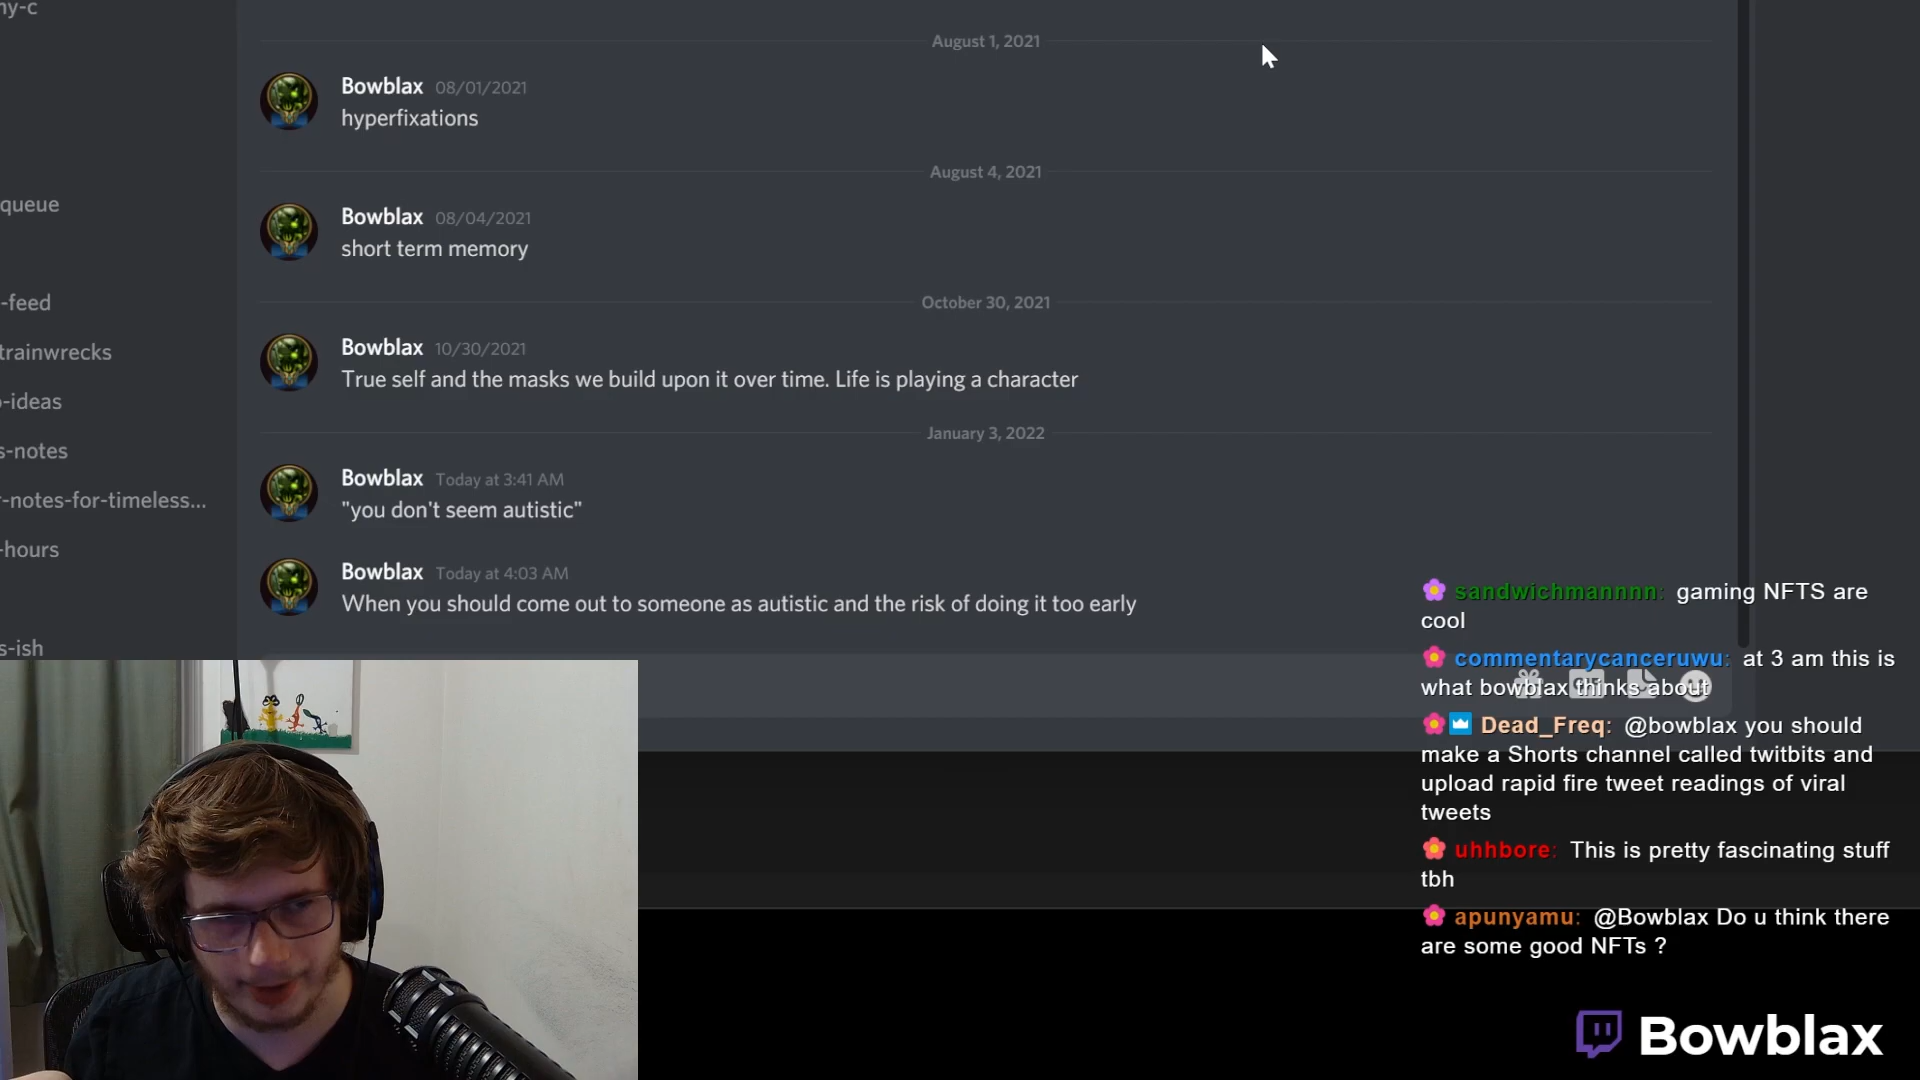 ny-c
queue
-feed
trainwrecks
-ideas
s-notes
-notes-for-timeless...
-hours
s-ish
August 1, 2021
Bowblax 08/01/2021
hyperfixations
August 4, 2021
Bowblax 08/04/2021
short term memory
October 30, 2021
Bowblax 10/30/2021
True self and the masks we build upon it over time. Life is playing a character
January 3, 2022
Bowblax Today at 3:41 AM
"you don't seem autistic"
Bowblax Today at 4:03 AM
When you should come out to someone as autistic and the risk of doing it too early
sandwichmannnn: gaming NFTS are
cool
commentarycanceruwu: at 3 am this is
what bowblax thinks about
Dead_Freq: @bowblax you should
make a Shorts channel called twitbits and
upload rapid fire tweet readings of viral
tweets
uhhbore: This is pretty fascinating stuff
tbh
apunyamu: @Bowblax Do u think there
are some good NFTs ?
Bowblax